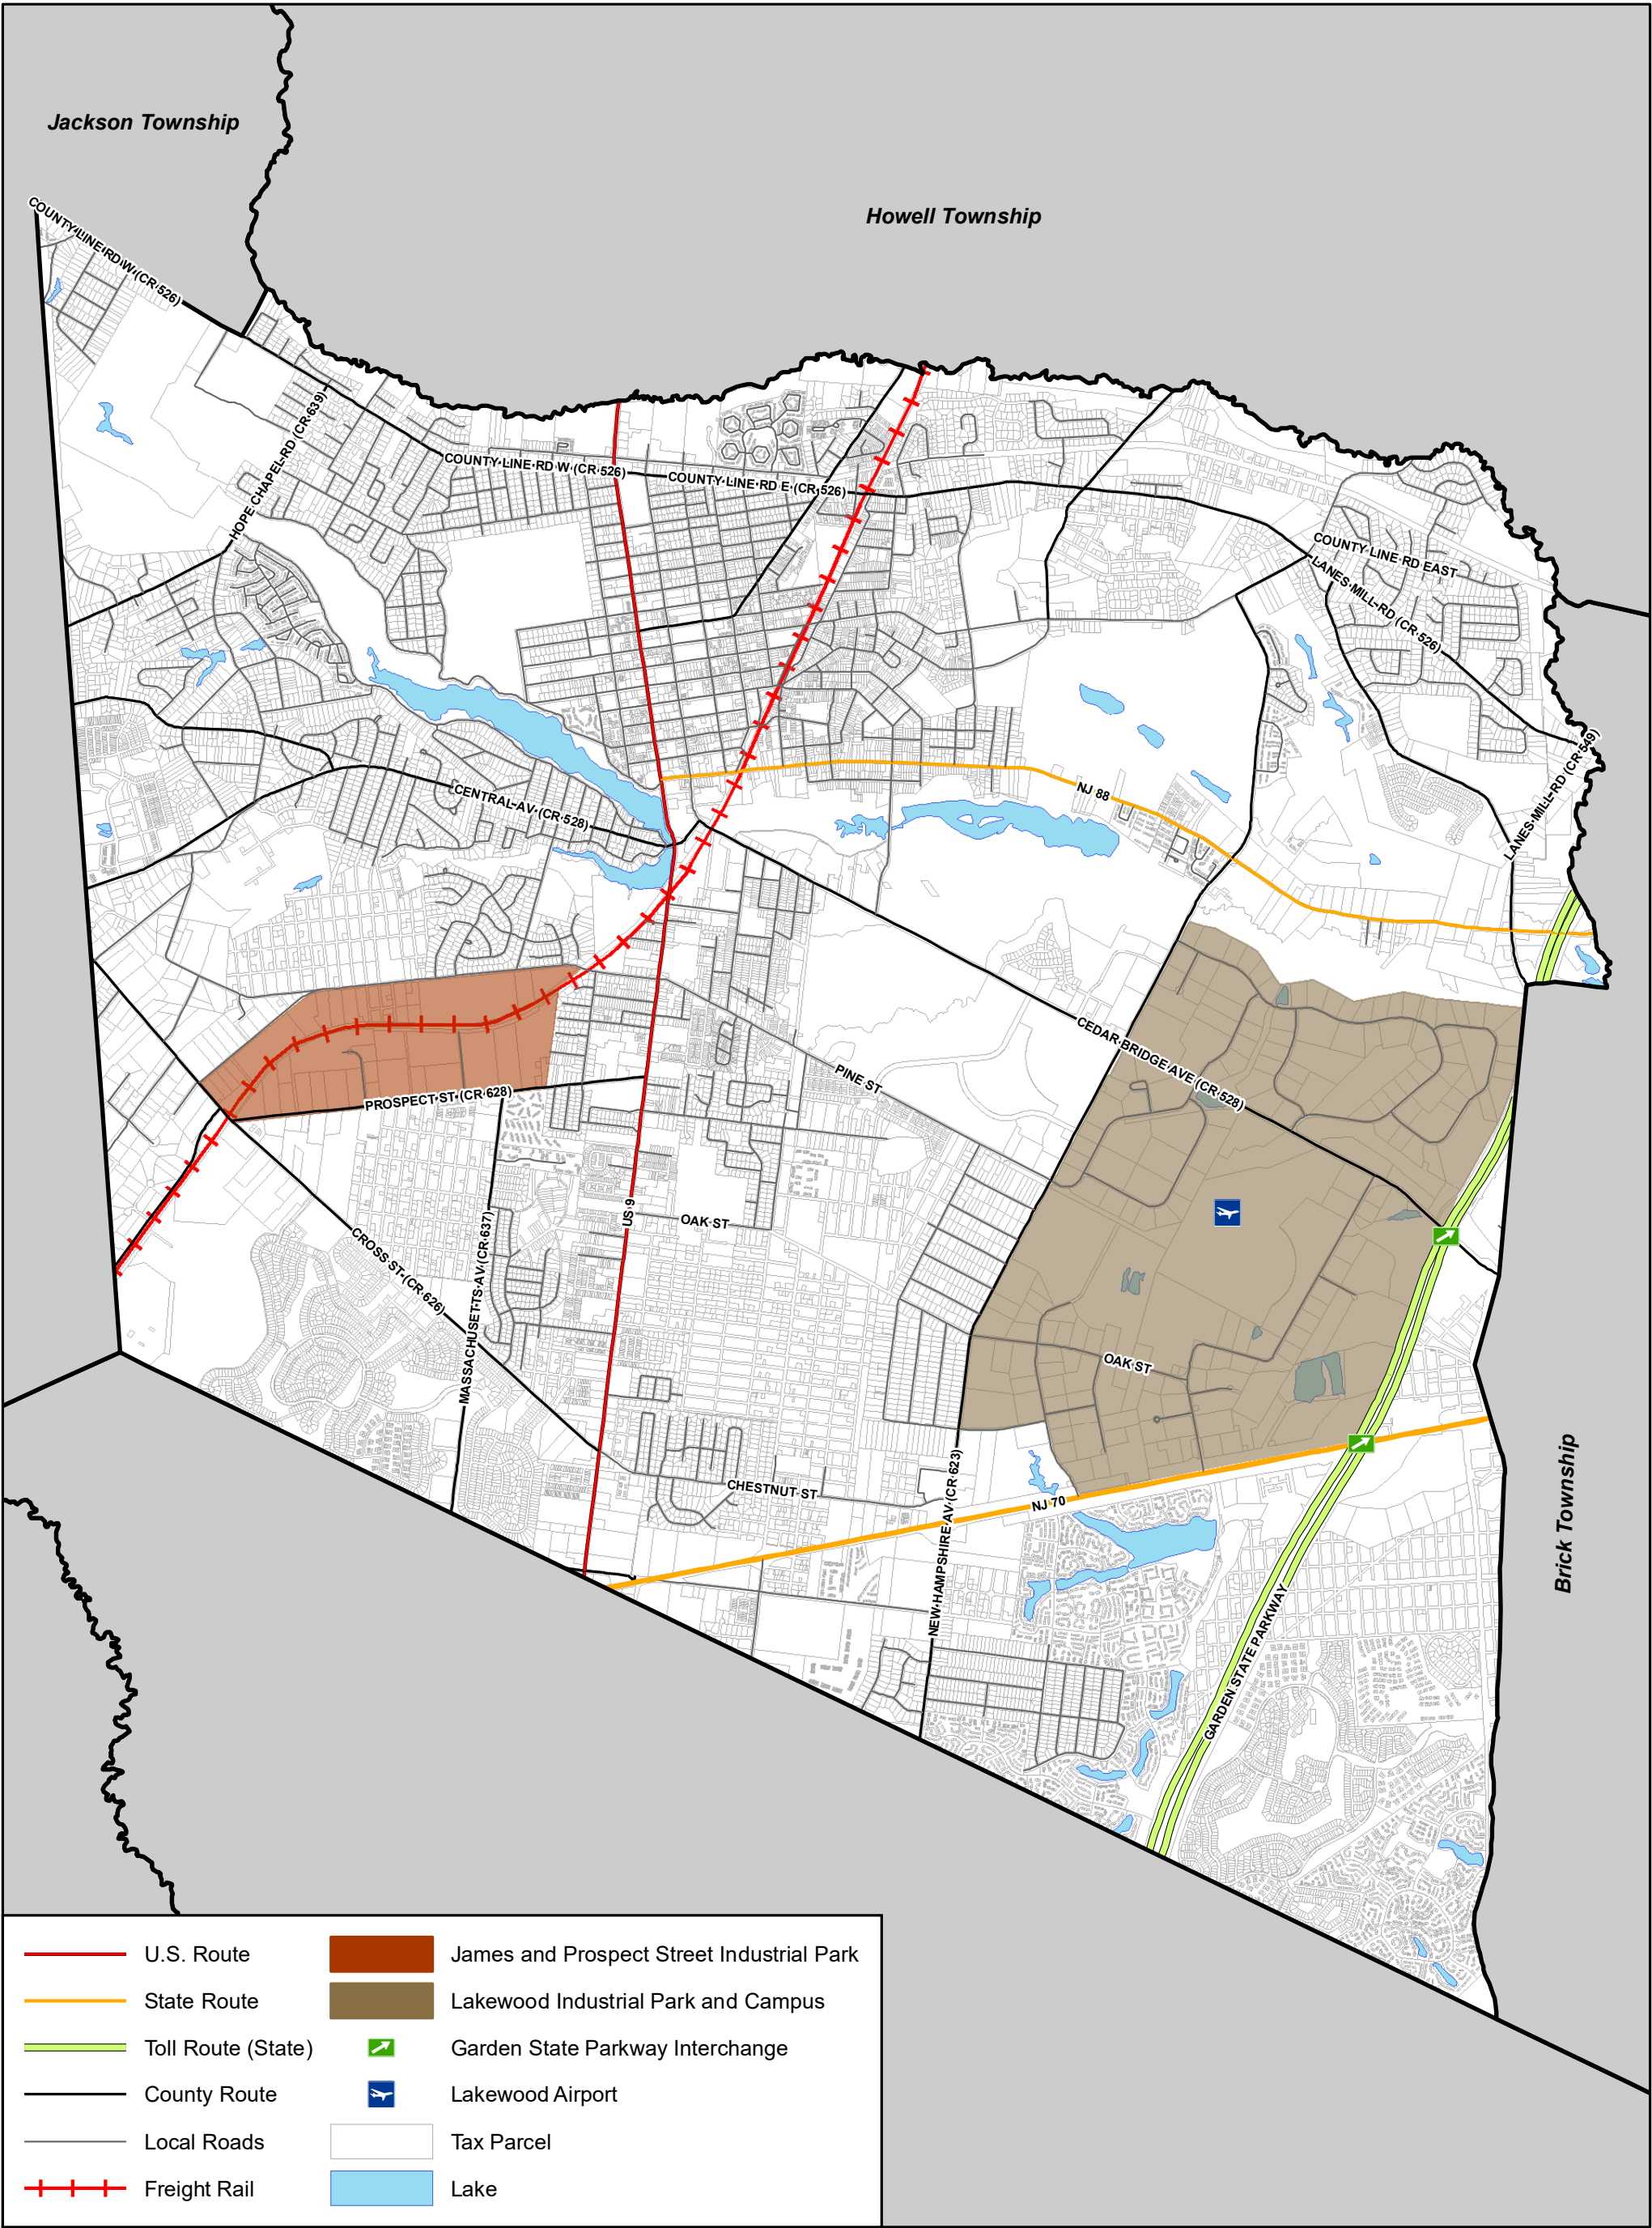 Jackson Township
Howell Township
COUNTY LINE RD W (CR 526)
HOPE CHAPEL RD (CR 639)
COUNTY LINE RD W (CR 526)
COUNTY LINE RD E (CR 526)
COUNTY LINE RD EAST
LANES MILL RD (CR 526)
LANES MILL RD (CR 549)
CENTRAL AV (CR 528)
NJ 88
CEDAR BRIDGE AVE (CR 528)
PINE ST
PROSPECT ST (CR 628)
US 9
OAK ST
CROSS ST (CR 626)
MASSACHUSETTS AV (CR 637)
OAK ST
CHESTNUT ST
NJ 70
NEW HAMPSHIRE AV (CR 623)
GARDEN STATE PARKWAY
Brick Township
U.S. Route
State Route
Toll Route (State)
County Route
Local Roads
Freight Rail
James and Prospect Street Industrial Park
Lakewood Industrial Park and Campus
Garden State Parkway Interchange
Lakewood Airport
Tax Parcel
Lake